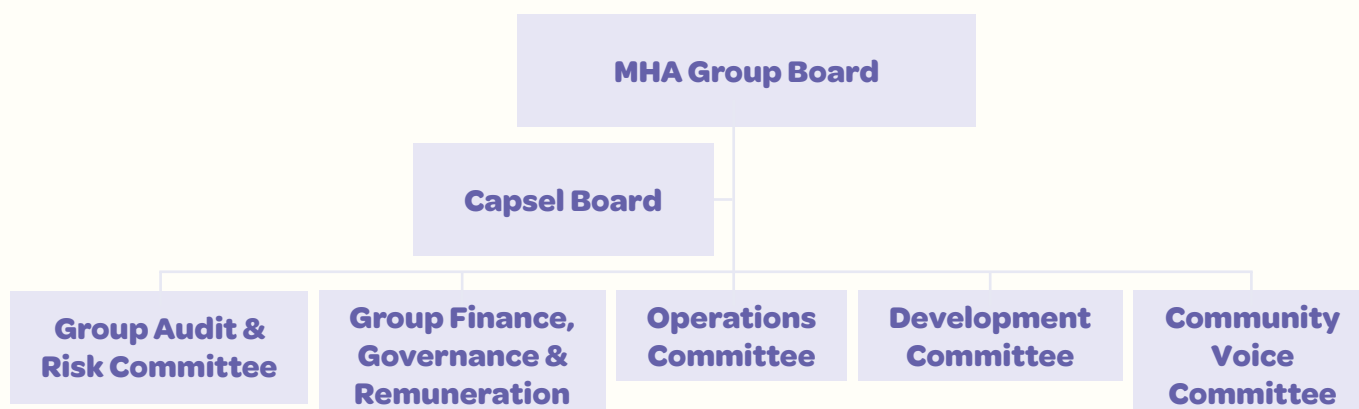 MHA Group Board
Capsel Board
Group Audit &
Risk Committee
Group Finance,
Governance &
Remuneration
Operations
Committee
Development
Committee
Community
Voice
Committee